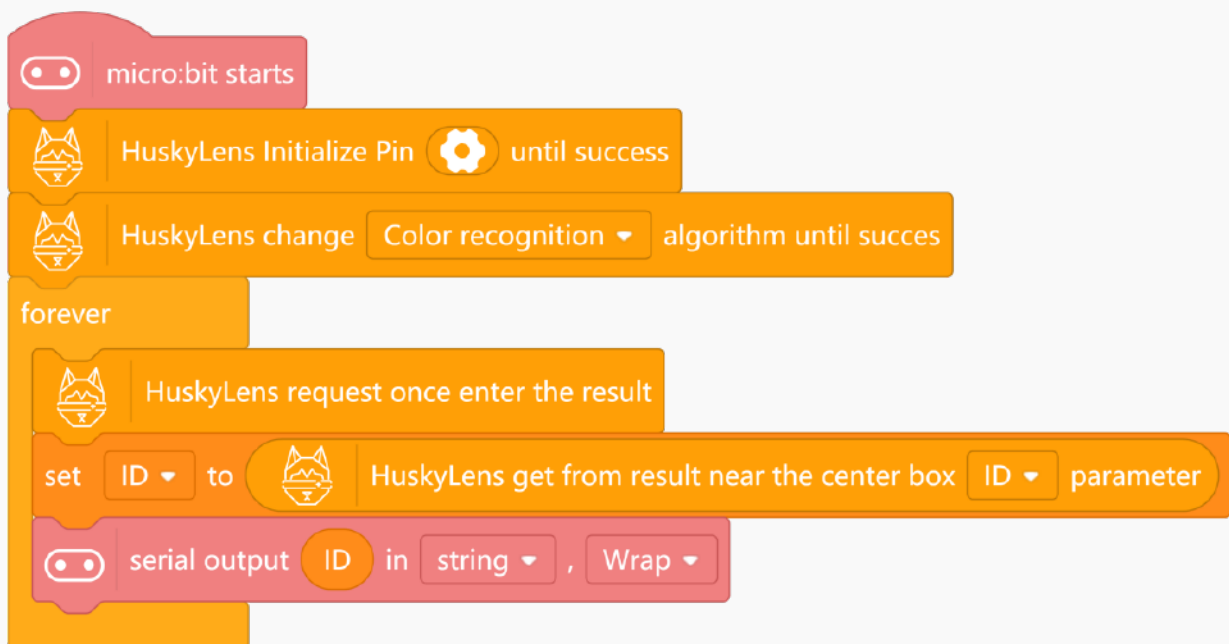 micro:bit starts
HuskyLens Initialize Pin until success
HuskyLens change Color recognition algorithm until succes
forever
HuskyLens request once enter the result
set ID to HuskyLens get from result near the center box ID parameter
serial output ID in string , Wrap